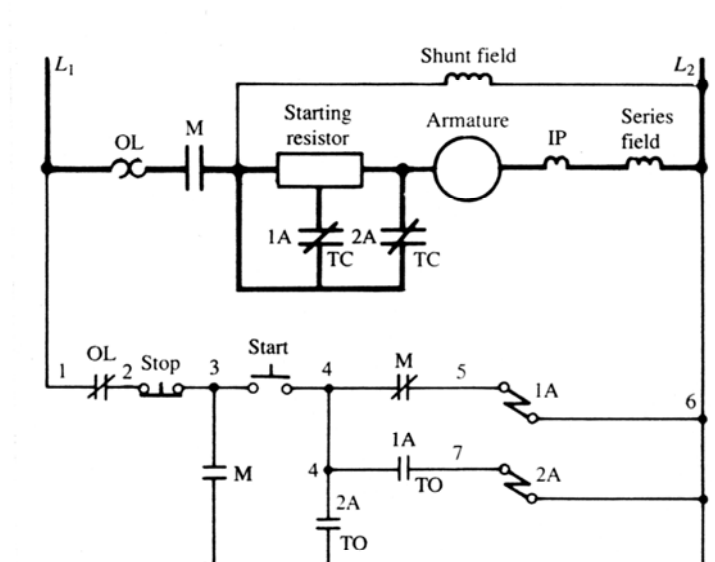 Shunt field
L1
L2
Starting
resistor
Armature
Series
field
OL
M
IP
1A
2A
TC
TC
OL
Stop
Start
M
1
2
3
4
5
6
1A
1A
7
4
M
TO
2A
2A
TO